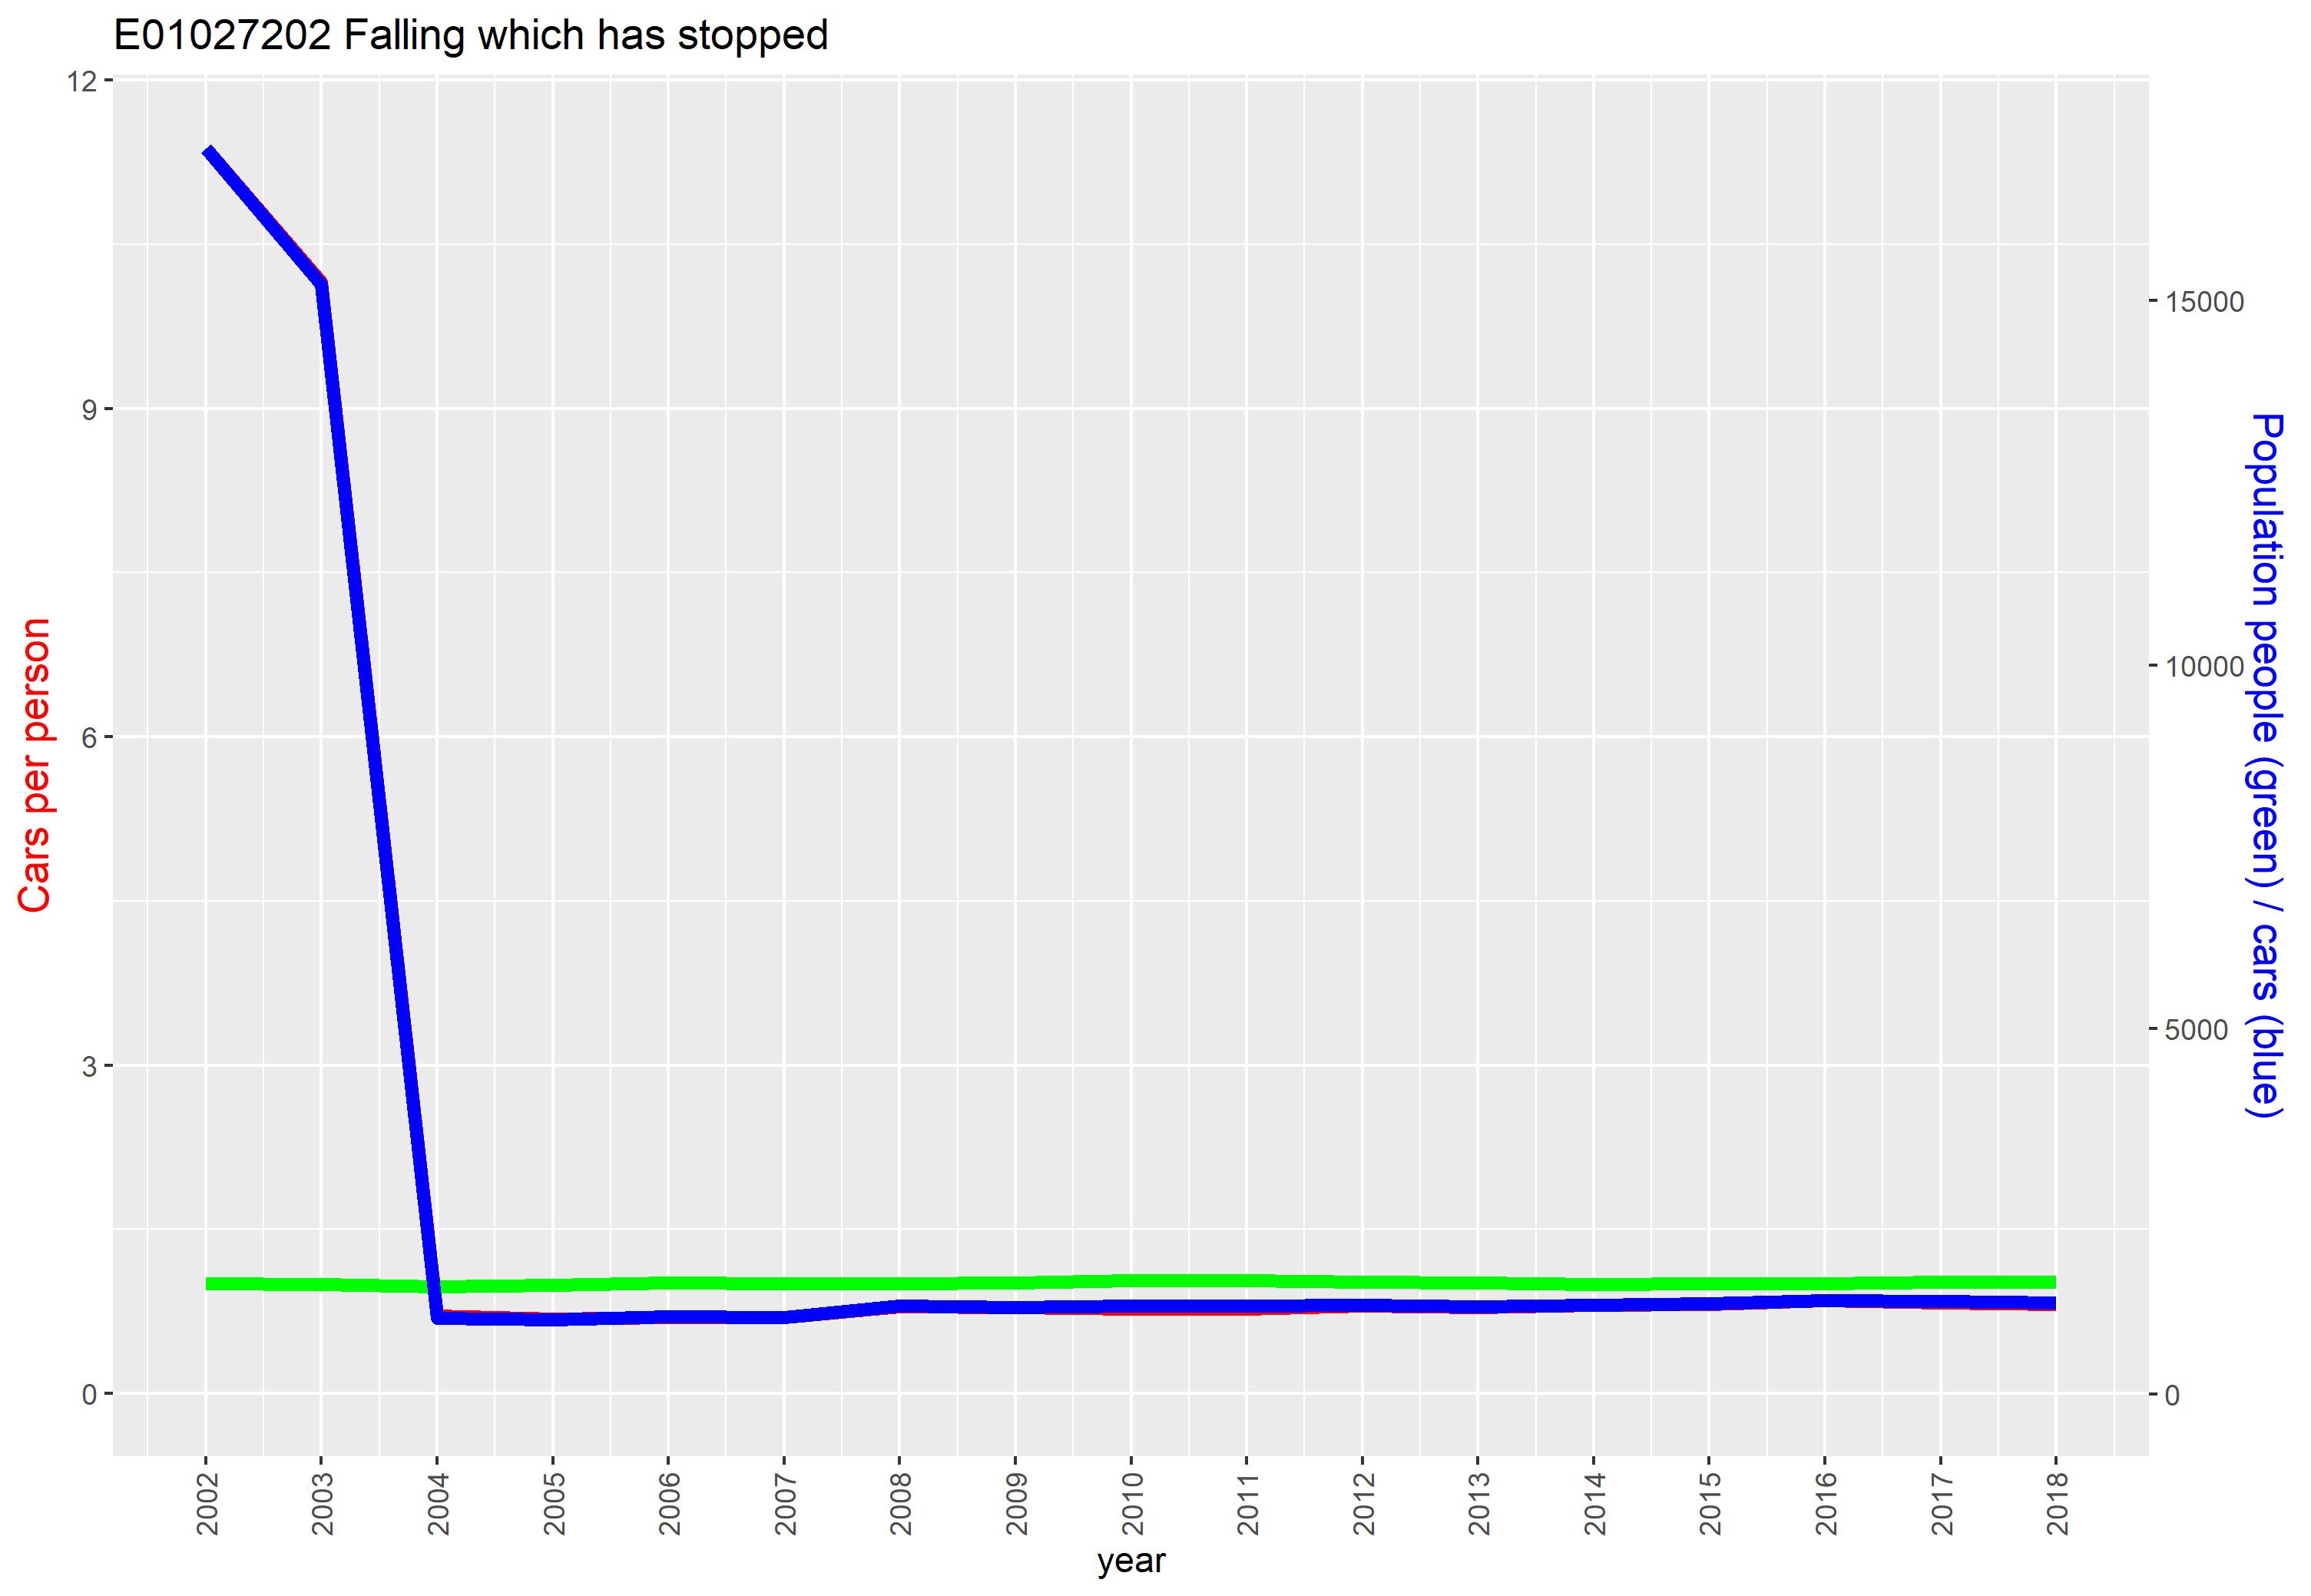 E01027202 Falling which has stopped
12
9
6
3
0
Cars per person
15000
10000
5000
0
Population people (green) / cars (blue)
2002 2003 2004 2005 2006 2007 2008 2009 2010 2011 2012 2013 2014 2015 2016 2017 2018
year